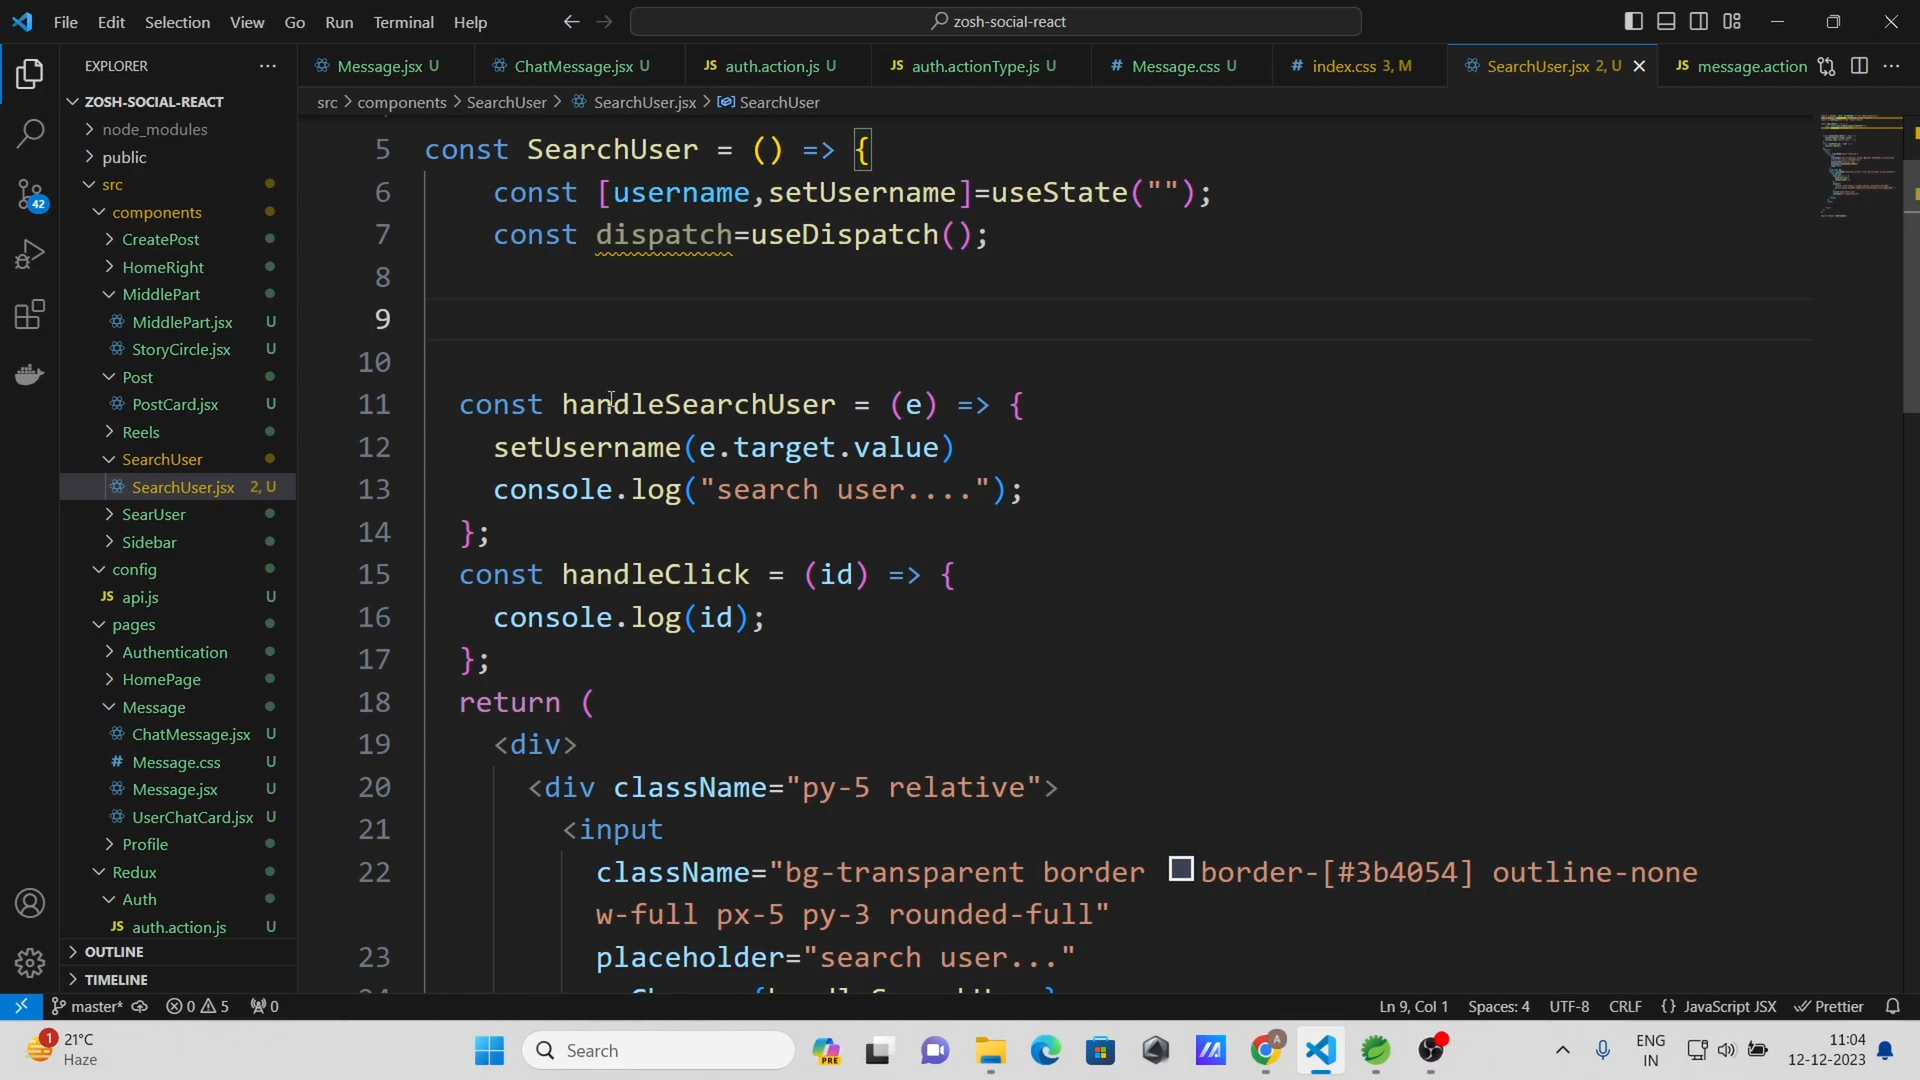 File Edit Selection View Go Run Terminal Help
zosh-social-react
EXPLORER
Message.jsx U
ChatMessage.jsx U
JS auth.action.js U
JS auth.actionType.js U
# Message.css U
# index.css 3, M
SearchUser.jsx 2, U
JS message.action
src > components > SearchUser > SearchUser.jsx > SearchUser
ZOSH-SOCIAL-REACT
node_modules
public
src
components
CreatePost
HomeRight
MiddlePart
MiddlePart.jsx U
StoryCircle.jsx U
Post
PostCard.jsx U
Reels
SearchUser
SearchUser.jsx 2, U
SearUser
Sidebar
config
JS api.js U
pages
Authentication
HomePage
Message
ChatMessage.jsx U
# Message.css U
Message.jsx U
UserChatCard.jsx U
Profile
Redux
Auth
JS auth.action.js U
OUTLINE
TIMELINE
42
5 const SearchUser = () => {
6 const [username,setUsername]=useState("");
7 const dispatch=useDispatch();
8
9
10
11 const handleSearchUser = (e) => {
12 setUsername(e.target.value)
13 console.log("search user....");
14 };
15 const handleClick = (id) => {
16 console.log(id);
17 };
18 return (
19 <div>
20 <div className="py-5 relative">
21 <input
22 className="bg-transparent border border-[#3b4054] outline-none
w-full px-5 py-3 rounded-full"
23 placeholder="search user..."
master* 0 5 0
Ln 9, Col 1 Spaces: 4 UTF-8 CRLF {} JavaScript JSX Prettier
1
21°C
Haze
Search
PRE
A
ENG
IN
11:04
12-12-2023